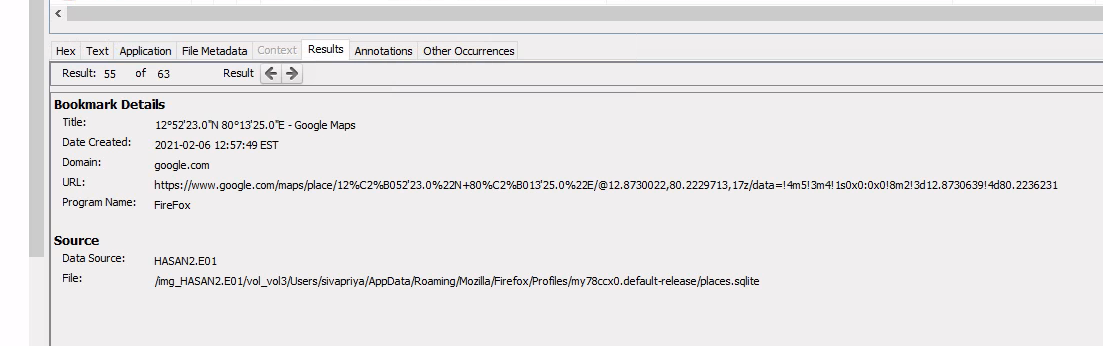 Hex Text Application File Metadata Context Results Annotations Other Occurrences
Result: 55 of 63 Result
Bookmark Details
Title: 12°52'23.0"N 80°13'25.0"E - Google Maps
Date Created: 2021-02-06 12:57:49 EST
Domain: google.com
URL: https://www.google.com/maps/place/12%C2%B052'23.0%22N+80%C2%B013'25.0%22E/@12.8730022,80.2229713,17z/data=!4m5!3m4!1s0x0:0x0!8m2!3d12.8730639!4d80.2236231
Program Name: FireFox
Source
Data Source: HASAN2.E01
File: /img_HASAN2.E01/vol_vol3/Users/sivapriya/AppData/Roaming/Mozilla/Firefox/Profiles/my78ccx0.default-release/places.sqlite